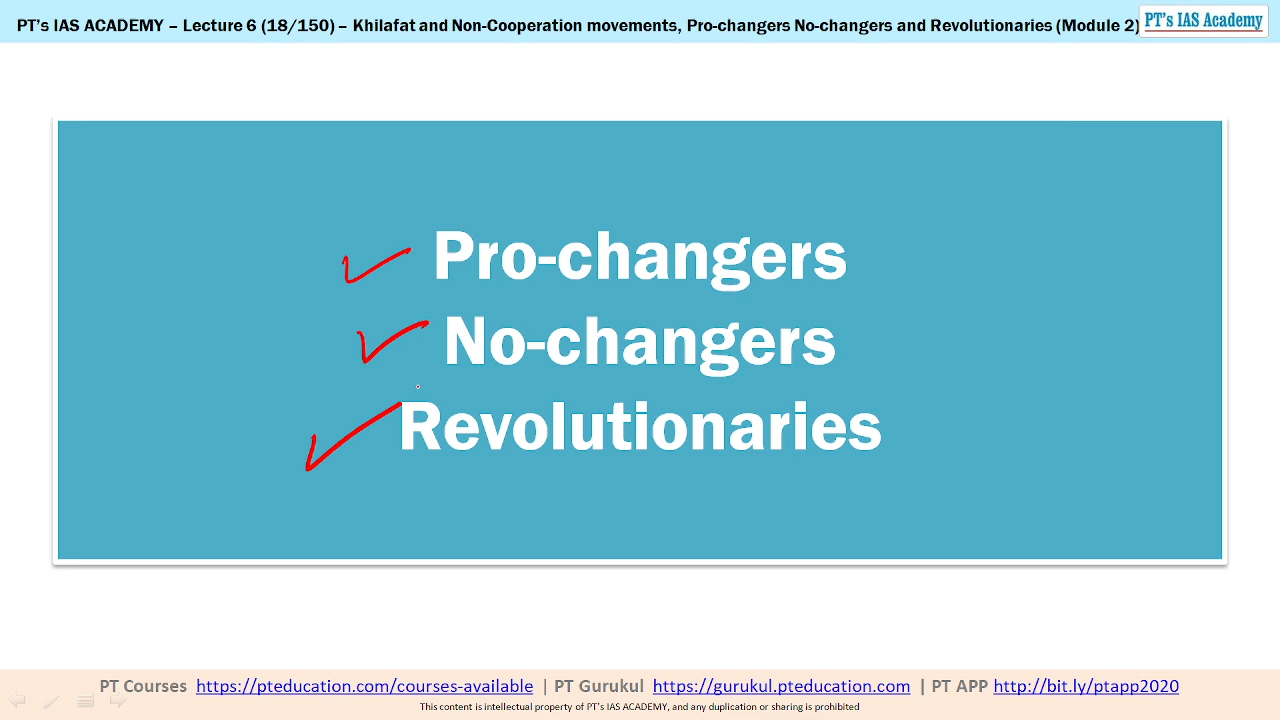 PT's IAS ACADEMY – Lecture 6 (18/150) – Khilafat and Non-Cooperation movements, Pro-changers No-changers and Revolutionaries (Module 2)
PT's IAS Academy
Pro-changers
No-changers
Revolutionaries
PT Courses https://pteducation.com/courses-available | PT Gurukul https://gurukul.pteducation.com | PT APP http://bit.ly/ptapp2020
This content is intellectual property of PT's IAS ACADEMY, and any duplication or sharing is prohibited